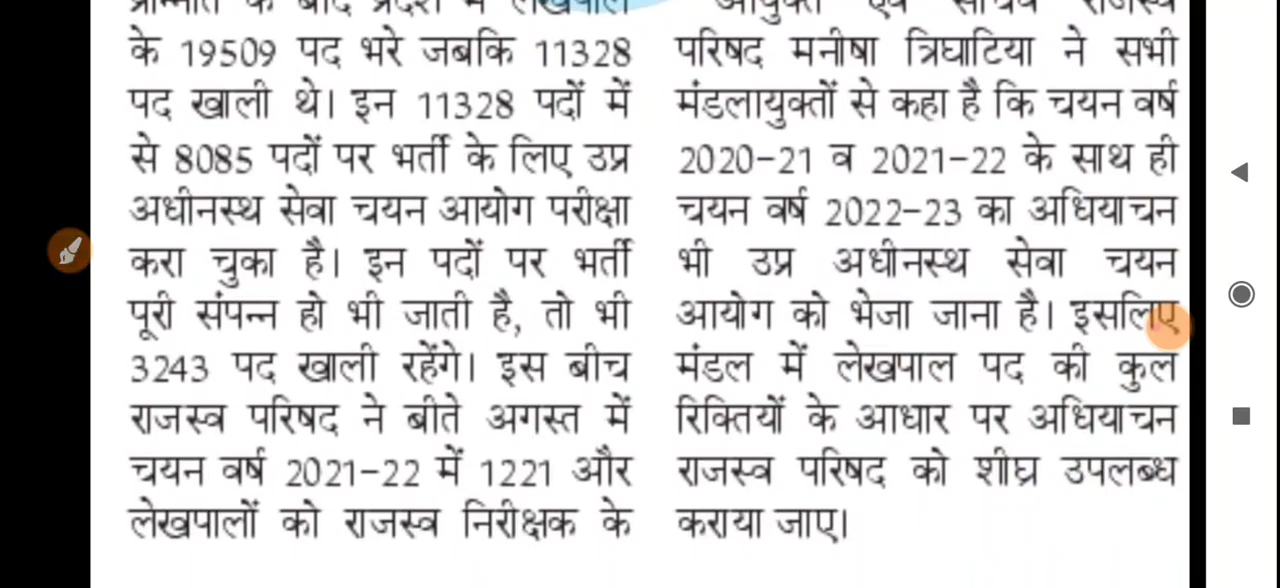 के 19509 पद भरे जबकि 11328
पद खाली थे। इन 11328 पदों में
से 8085 पदों पर भर्ती के लिए उप्र
अधीनस्थ सेवा चयन आयोग परीक्षा
करा चुका है। इन पदों पर भर्ती
पूरी संपन्न हो भी जाती है, तो भी
3243 पद खाली रहेंगे। इस बीच
राजस्व परिषद ने बीते अगस्त में
चयन वर्ष 2021-22 में 1221 और
लेखपालों को राजस्व निरीक्षक के
परिषद मनीषा त्रिघाटिया ने सभी
मंडलायुक्तों से कहा है कि चयन वर्ष
2020-21 व 2021-22 के साथ ही
चयन वर्ष 2022-23 का अधियाचन
भी उप्र अधीनस्थ सेवा चयन
आयोग को भेजा जाना है। इसलिए
मंडल में लेखपाल पद की कुल
रिक्तियों के आधार पर अधियाचन
राजस्व परिषद को शीघ्र उपलब्ध
कराया जाए।